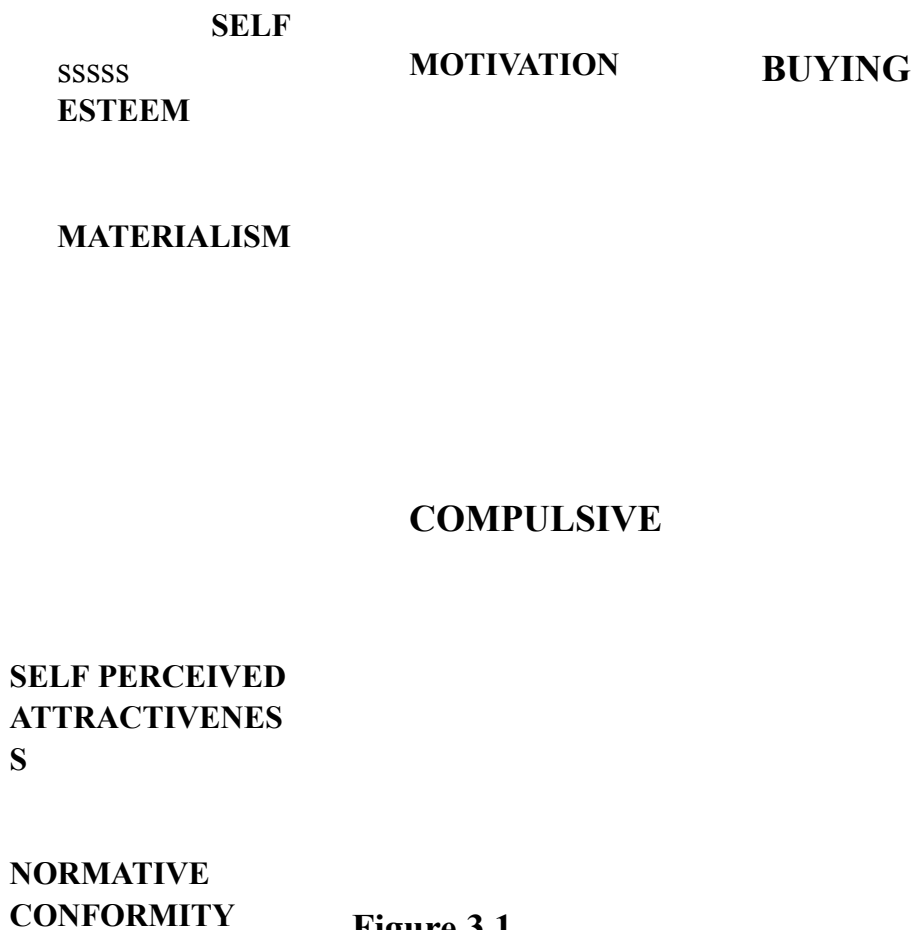 SELF
sssss
ESTEEM
MOTIVATION
BUYING
MATERIALISM
COMPULSIVE
SELF PERCEIVED
ATTRACTIVENES
S
NORMATIVE
CONFORMITY
Figure 3.1